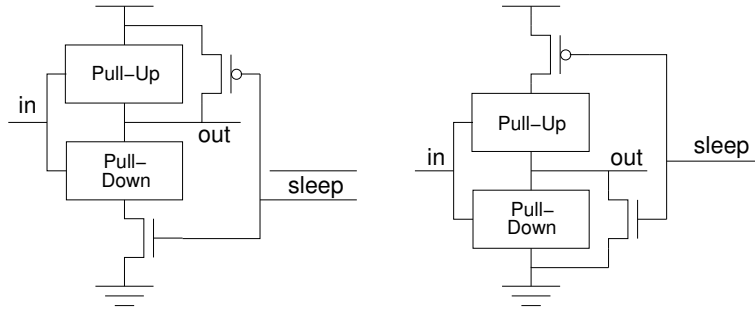 Pull–Up
in
out
Pull–
Down
sleep
Pull–Up
in
out
sleep
Pull–
Down